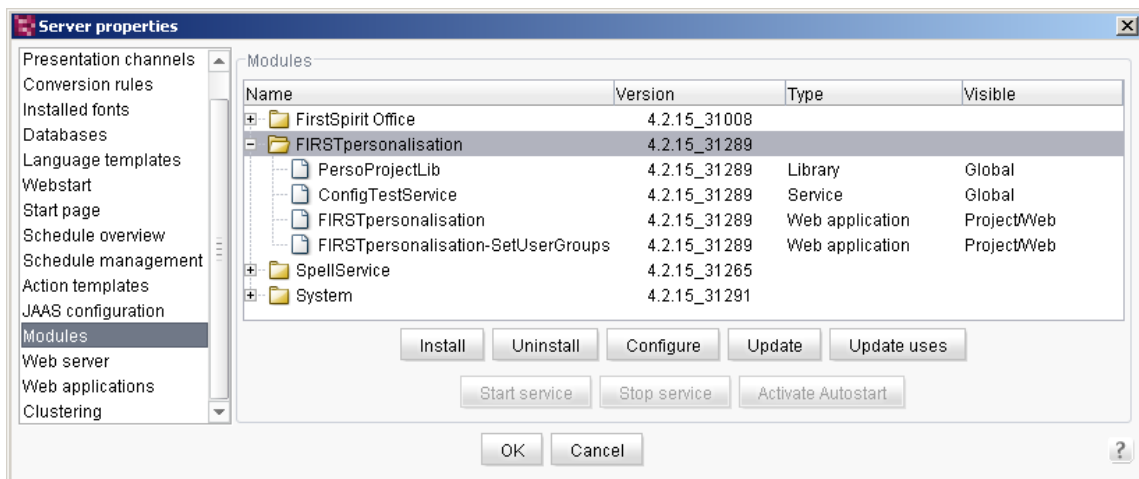 Server properties
Presentation channels
Conversion rules
Installed fonts
Databases
Language templates
Webstart
Start page
Schedule overview
Schedule management
Action templates
JAAS configuration
Modules
Web server
Web applications
Clustering
Modules
Name Version Type Visible
FirstSpirit Office 4.2.15_31008
FIRSTpersonalisation 4.2.15_31289
PersoProjectLib 4.2.15_31289 Library Global
ConfigTestService 4.2.15_31289 Service Global
FIRSTpersonalisation 4.2.15_31289 Web application Project/Web
FIRSTpersonalisation-SetUserGroups 4.2.15_31289 Web application Project/Web
SpellService 4.2.15_31265
System 4.2.15_31291
Install Uninstall Configure Update Update uses
Start service Stop service Activate Autostart
OK Cancel ?